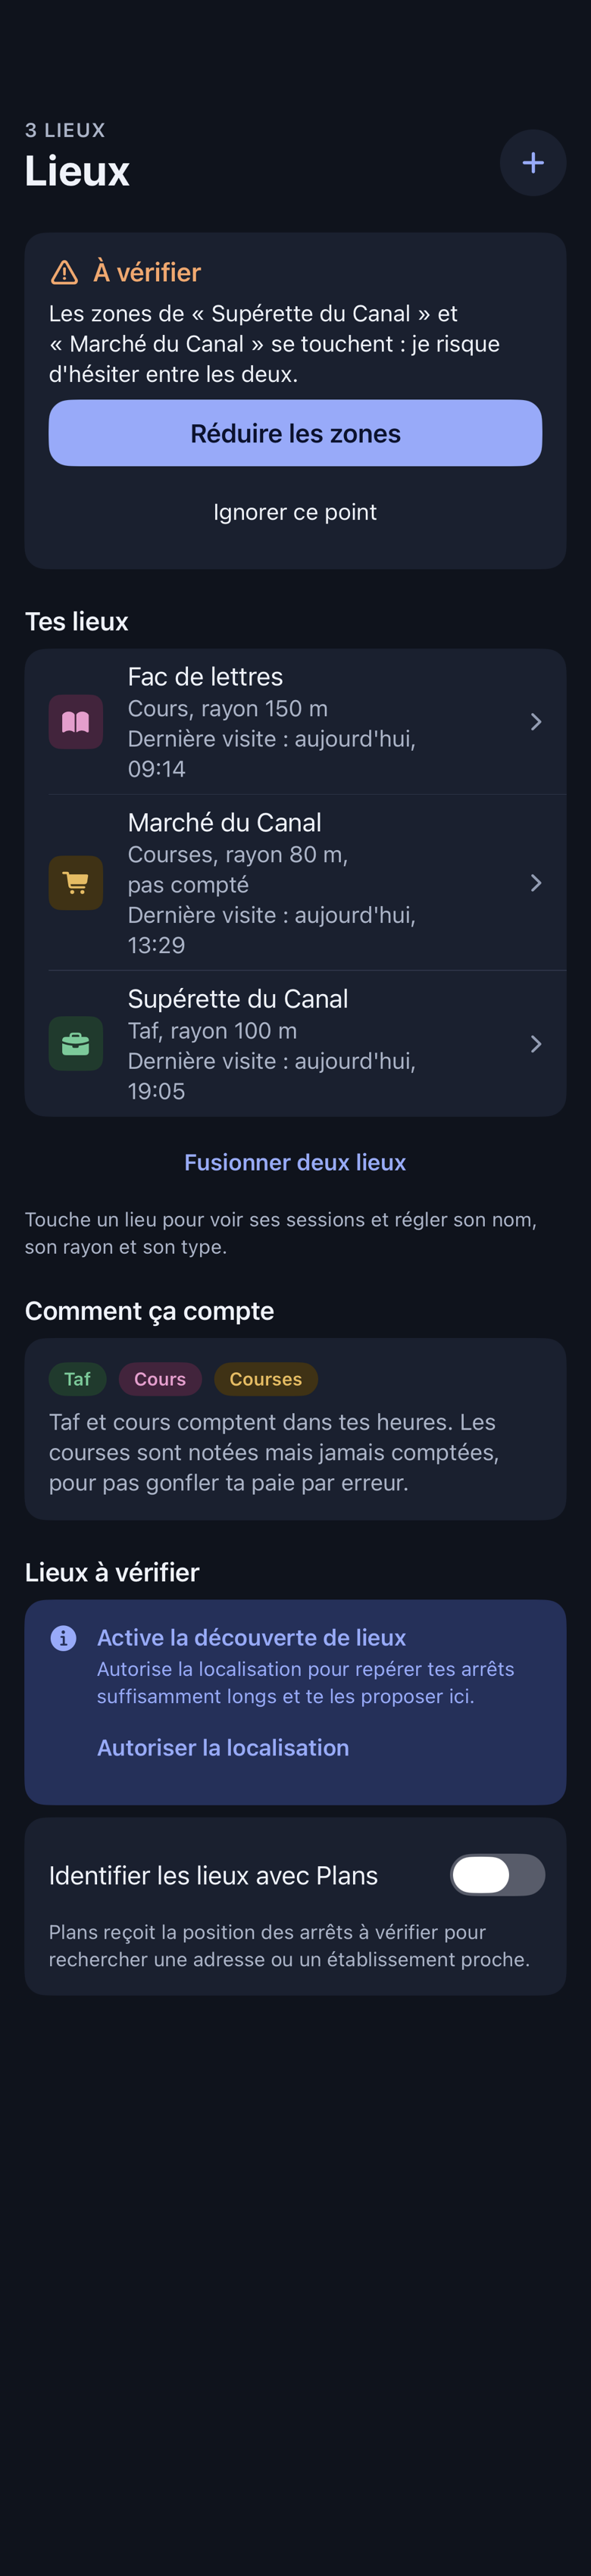 3 LIEUX
Lieux
À vérifier
Les zones de « Supérette du Canal » et
« Marché du Canal » se touchent : je risque
d'hésiter entre les deux.
Réduire les zones
Ignorer ce point
Tes lieux
Fac de lettres
Cours, rayon 150 m
Dernière visite : aujourd'hui,
09:14
Marché du Canal
Courses, rayon 80 m,
pas compté
Dernière visite : aujourd'hui,
13:29
Supérette du Canal
Taf, rayon 100 m
Dernière visite : aujourd'hui,
19:05
Fusionner deux lieux
Touche un lieu pour voir ses sessions et régler son nom,
son rayon et son type.
Comment ça compte
Taf Cours Courses
Taf et cours comptent dans tes heures. Les
courses sont notées mais jamais comptées,
pour pas gonfler ta paie par erreur.
Lieux à vérifier
Active la découverte de lieux
Autorise la localisation pour repérer tes arrêts
suffisamment longs et te les proposer ici.
Autoriser la localisation
Identifier les lieux avec Plans
Plans reçoit la position des arrêts à vérifier pour
rechercher une adresse ou un établissement proche.